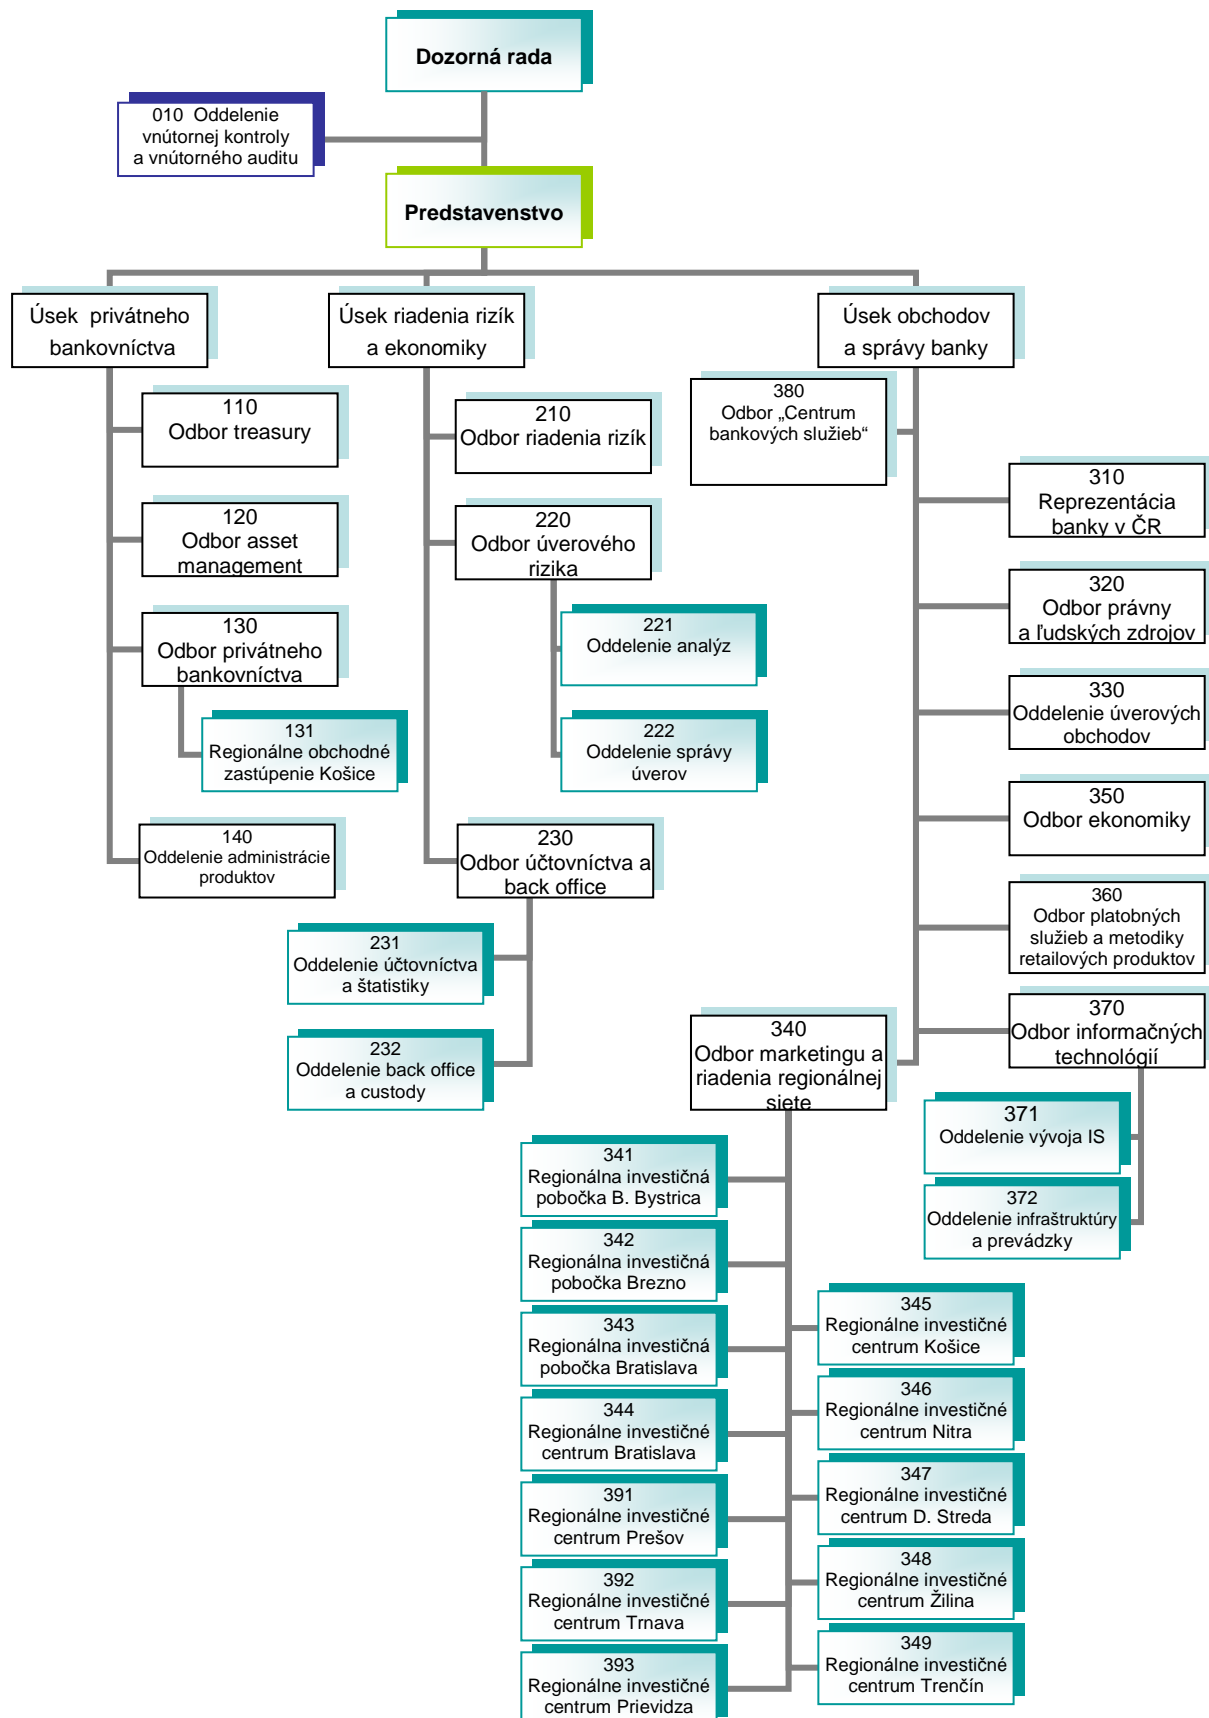 Dozorná rada
010  Oddelenie
vnútornej kontroly
a vnútorného auditu
Predstavenstvo
Úsek  privátneho
bankovníctva
Úsek riadenia rizík
a ekonomiky
Úsek obchodov
a správy banky
110
Odbor treasury
120
Odbor asset
management
130
Odbor privátneho
bankovníctva
131
Regionálne obchodné
zastúpenie Košice
140
Oddelenie administrácie
produktov
210
Odbor riadenia rizík
220
Odbor úverového
rizika
221
Oddelenie analýz
222
Oddelenie správy
úverov
230
Odbor účtovníctva a
back office
231
Oddelenie účtovníctva
a štatistiky
232
Oddelenie back office
a custody
380
Odbor „Centrum
bankových služieb“
310
Reprezentácia
banky v ČR
320
Odbor právny
a ľudských zdrojov
330
Oddelenie úverových
obchodov
350
Odbor ekonomiky
360
Odbor platobných
služieb a metodiky
retailových produktov
370
Odbor informačných
technológií
371
Oddelenie vývoja IS
372
Oddelenie infraštruktúry
a prevádzky
340
Odbor marketingu a
riadenia regionálnej
siete
341
Regionálna investičná
pobočka B. Bystrica
342
Regionálna investičná
pobočka Brezno
343
Regionálna investičná
pobočka Bratislava
344
Regionálne investičné
centrum Bratislava
391
Regionálne investičné
centrum Prešov
392
Regionálne investičné
centrum Trnava
393
Regionálne investičné
centrum Prievidza
345
Regionálne investičné
centrum Košice
346
Regionálne investičné
centrum Nitra
347
Regionálne investičné
centrum D. Streda
348
Regionálne investičné
centrum Žilina
349
Regionálne investičné
centrum Trenčín